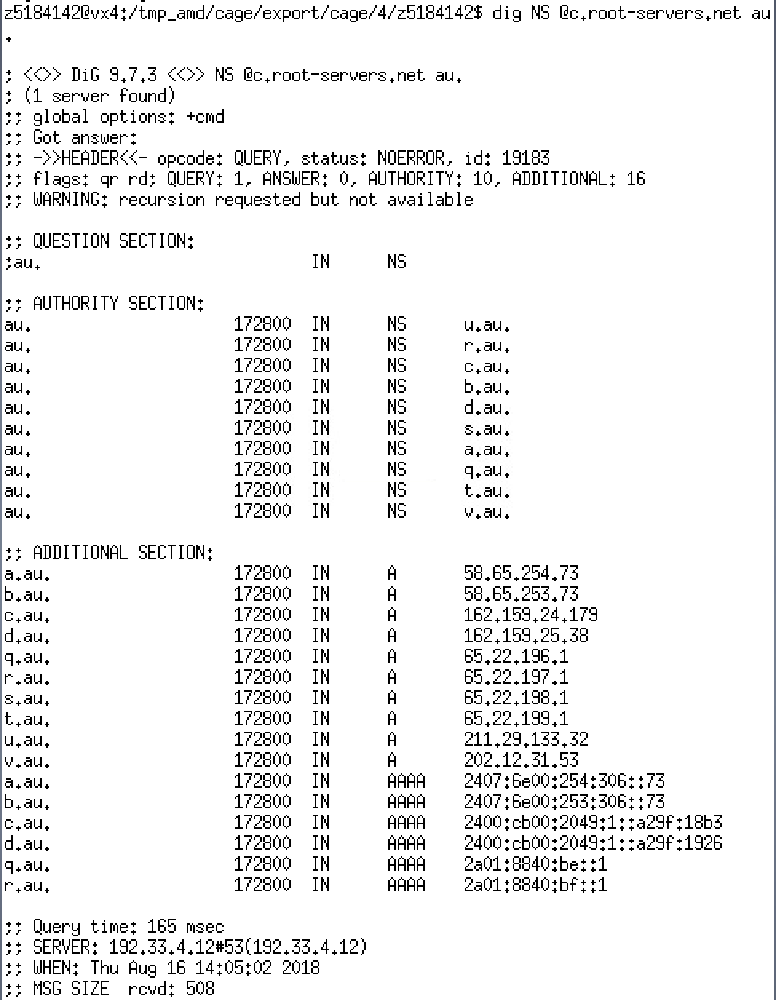 z5184142@vx4:/tmp_amd/cage/export/cage/4/z5184142$ dig NS @c.root-servers.net au
.
; <<>> DiG 9.7.3 <<>> NS @c.root-servers.net au.
; (1 server found)
;; global options: +cmd
;; Got answer:
;; ->>HEADER<<- opcode: QUERY, status: NOERROR, id: 19183
;; flags: qr rd; QUERY: 1, ANSWER: 0, AUTHORITY: 10, ADDITIONAL: 16
;; WARNING: recursion requested but not available
;; QUESTION SECTION:
;au. IN NS
;; AUTHORITY SECTION:
au. 172800 IN NS u.au.
au. 172800 IN NS r.au.
au. 172800 IN NS c.au.
au. 172800 IN NS b.au.
au. 172800 IN NS d.au.
au. 172800 IN NS s.au.
au. 172800 IN NS a.au.
au. 172800 IN NS q.au.
au. 172800 IN NS t.au.
au. 172800 IN NS v.au.
;; ADDITIONAL SECTION:
a.au. 172800 IN A 58.65.254.73
b.au. 172800 IN A 58.65.253.73
c.au. 172800 IN A 162.159.24.179
d.au. 172800 IN A 162.159.25.38
q.au. 172800 IN A 65.22.196.1
r.au. 172800 IN A 65.22.197.1
s.au. 172800 IN A 65.22.198.1
t.au. 172800 IN A 65.22.199.1
u.au. 172800 IN A 211.29.133.32
v.au. 172800 IN A 202.12.31.53
a.au. 172800 IN AAAA 2407:6e00:254:306::73
b.au. 172800 IN AAAA 2407:6e00:253:306::73
c.au. 172800 IN AAAA 2400:cb00:2049:1::a29f:18b3
d.au. 172800 IN AAAA 2400:cb00:2049:1::a29f:1926
q.au. 172800 IN AAAA 2a01:8840:be::1
r.au. 172800 IN AAAA 2a01:8840:bf::1
;; Query time: 165 msec
;; SERVER: 192.33.4.12#53(192.33.4.12)
;; WHEN: Thu Aug 16 14:05:02 2018
;; MSG SIZE rcvd: 508